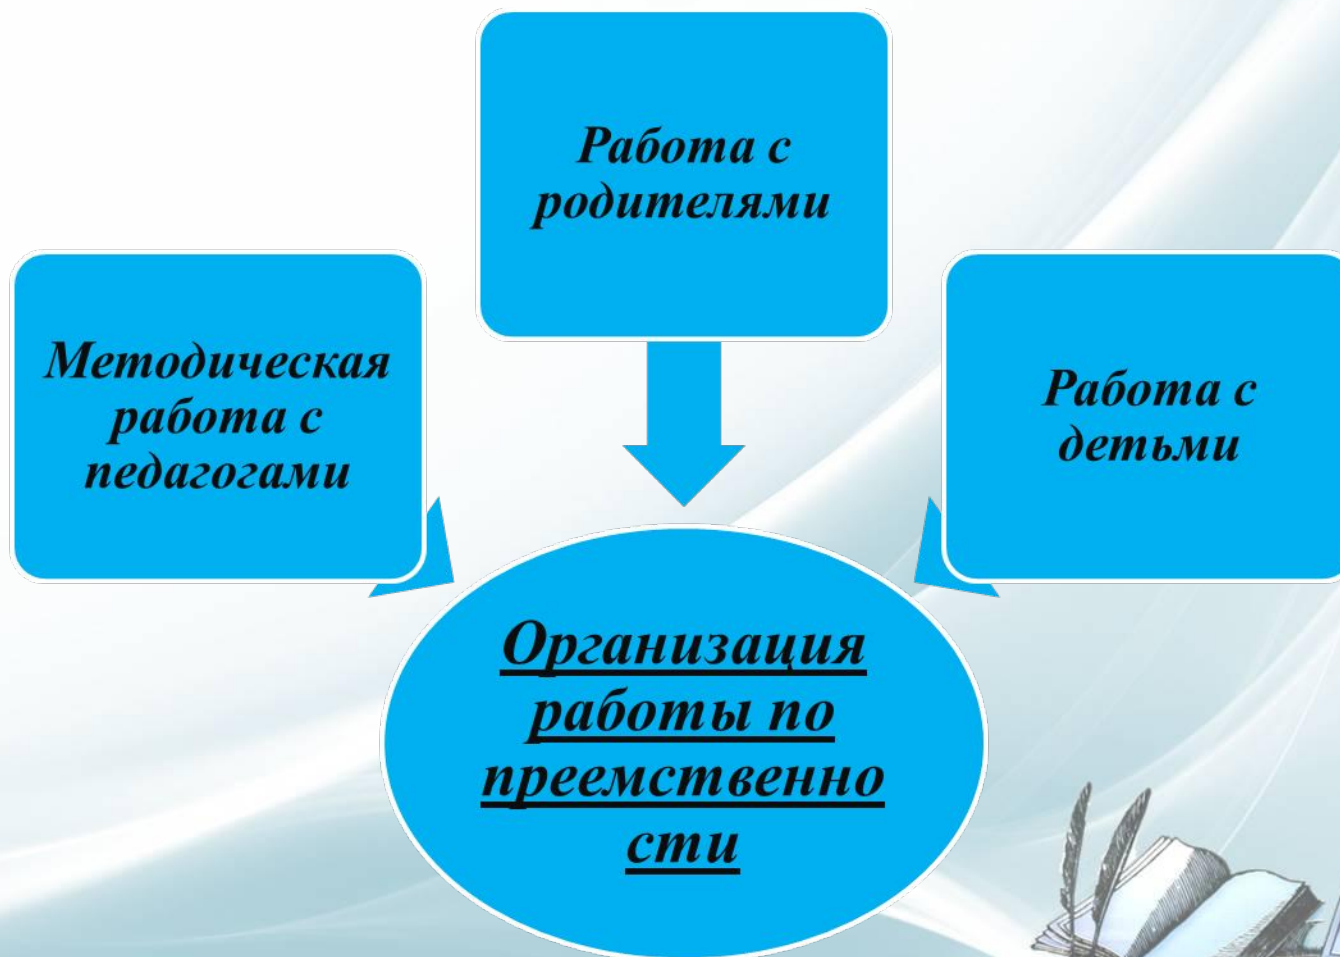 Работа с
родителями
Методическая
работа с
педагогами
Работа с
детьми
Организация
работы по
преемственно
сти